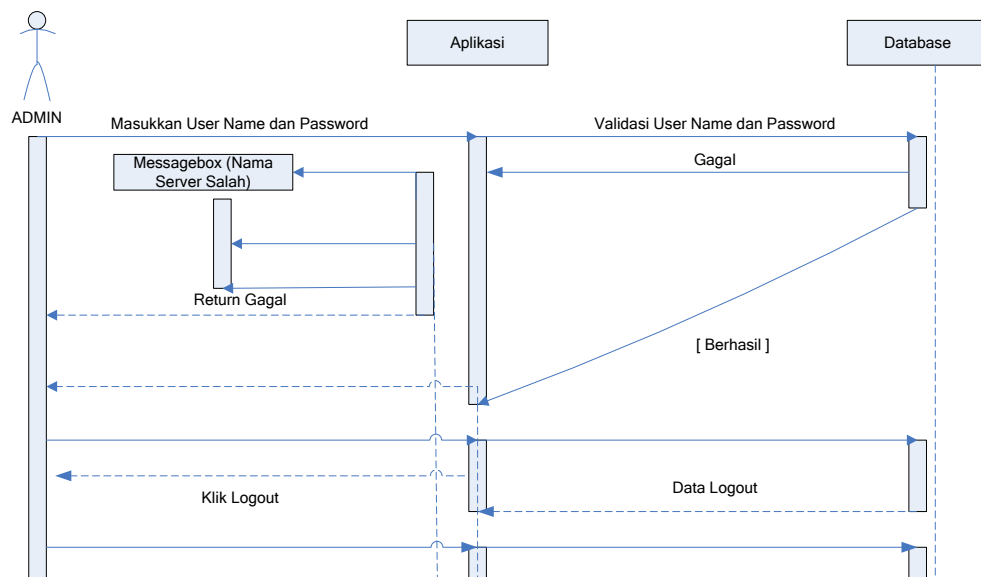 Aplikasi
Database
ADMIN
Masukkan User Name dan Password
Validasi User Name dan Password
Messagebox (Nama
Server Salah)
Gagal
Return Gagal
[ Berhasil ]
Klik Logout
Data Logout